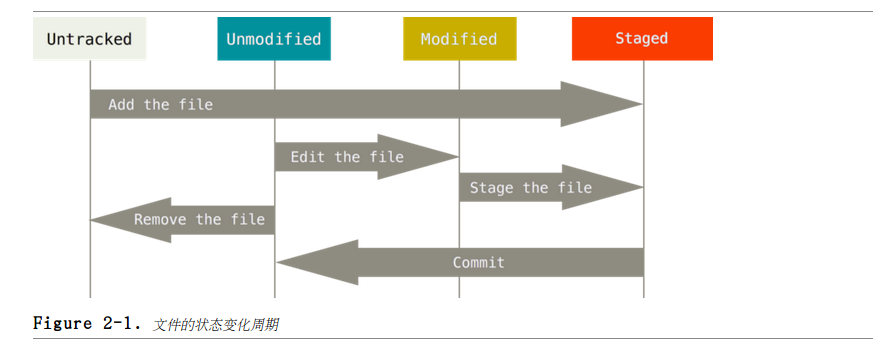 Untracked Unmodified Modified Staged
Add the file
Edit the file
Stage the file
Remove the file
Commit
Figure 2-1. 文件的状态变化周期